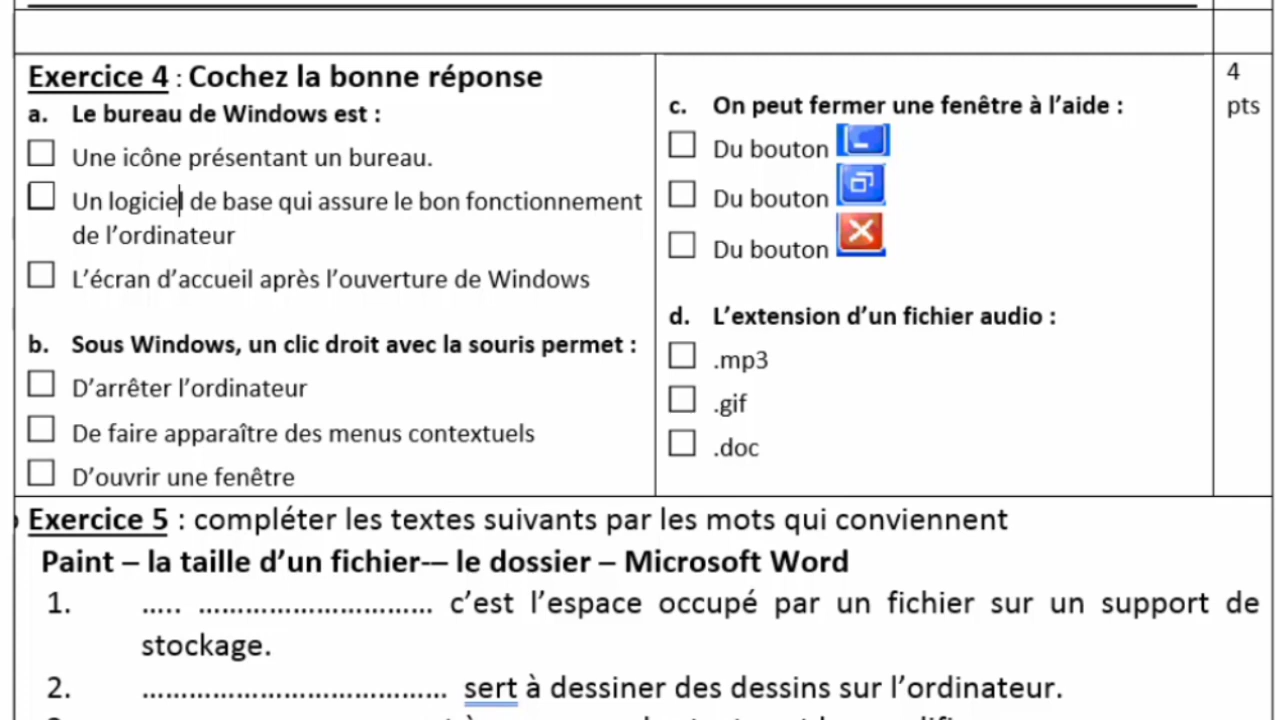 Exercice 4 : Cochez la bonne réponse
a. Le bureau de Windows est :
Une icône présentant un bureau.
Un logiciel de base qui assure le bon fonctionnement
de l'ordinateur
L'écran d'accueil après l'ouverture de Windows
b. Sous Windows, un clic droit avec la souris permet :
D'arrêter l'ordinateur
De faire apparaître des menus contextuels
D'ouvrir une fenêtre
c. On peut fermer une fenêtre à l'aide :
Du bouton
Du bouton
Du bouton
d. L'extension d'un fichier audio :
.mp3
.gif
.doc
4
pts
Exercice 5 : compléter les textes suivants par les mots qui conviennent
Paint – la taille d'un fichier-– le dossier – Microsoft Word
1. ….. ………………………… c'est l'espace occupé par un fichier sur un support de
stockage.
2. ………………………………… sert à dessiner des dessins sur l'ordinateur.